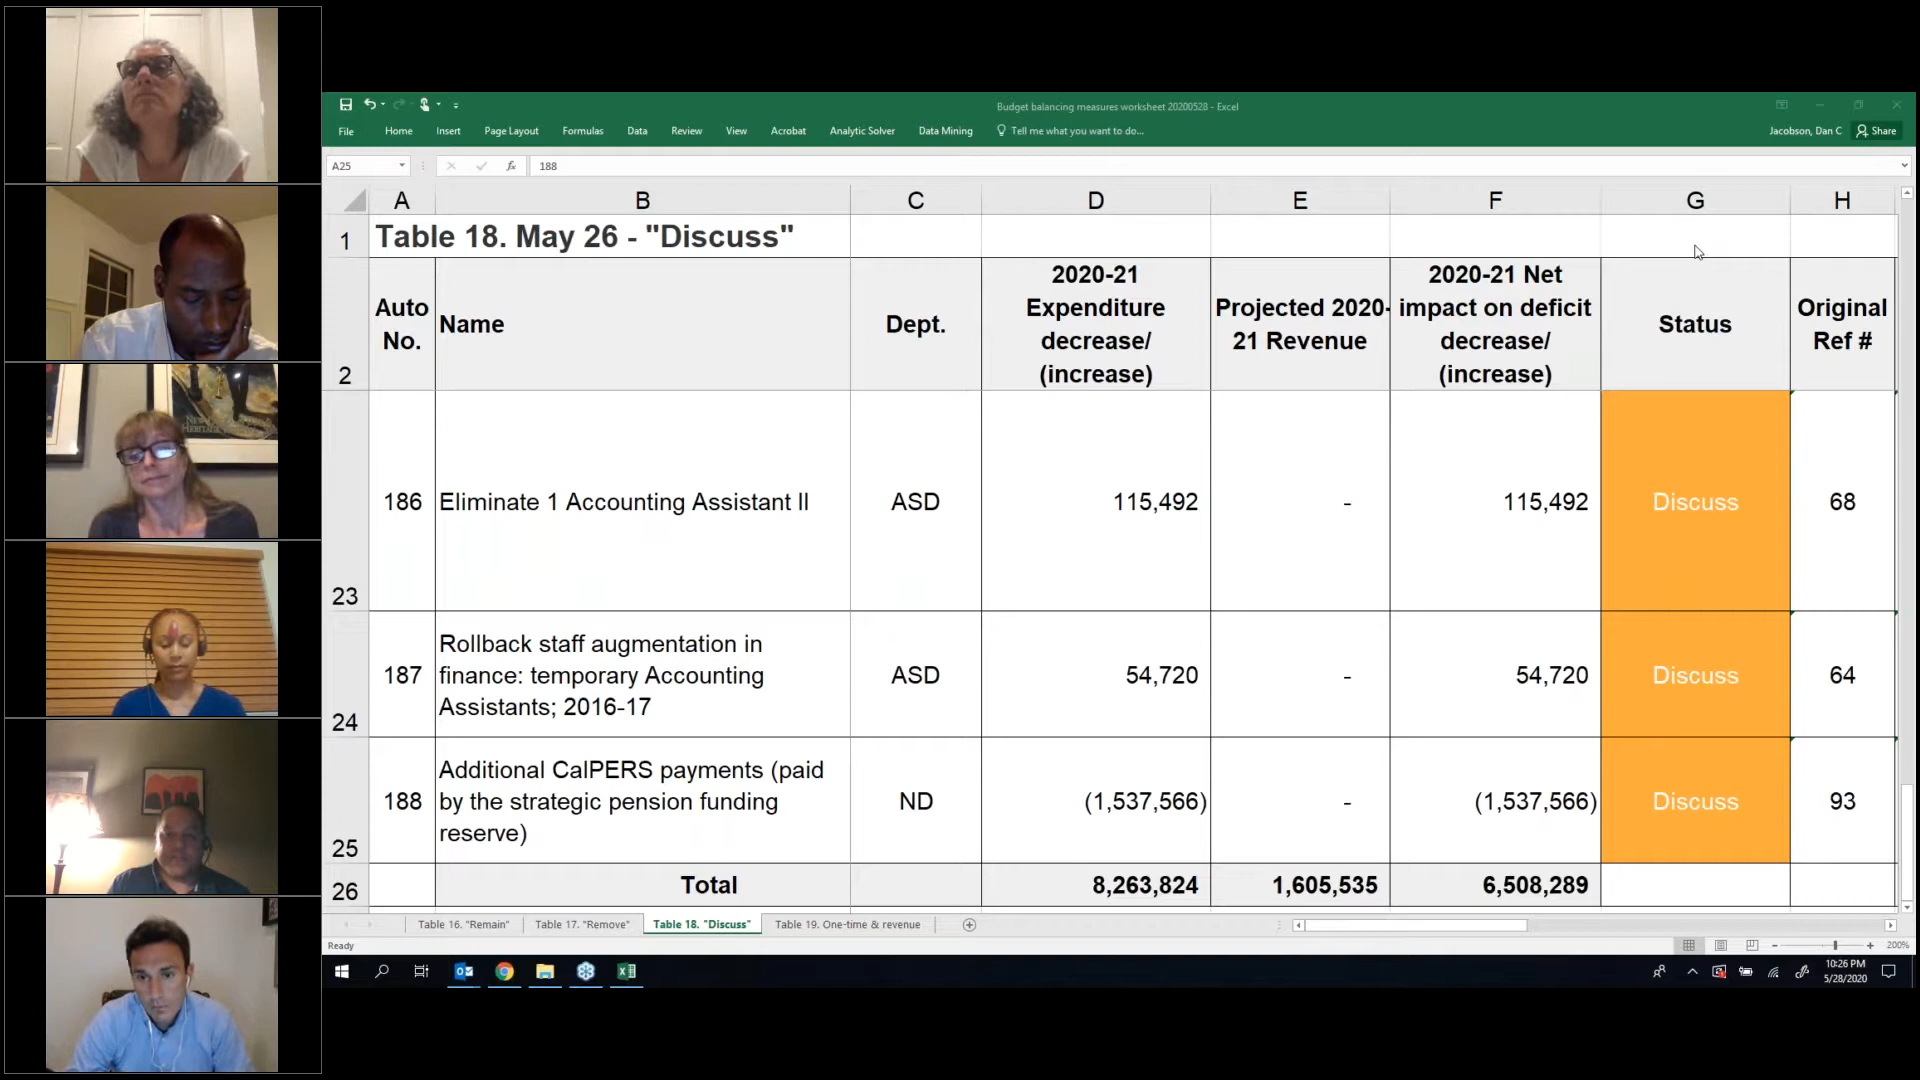 Budget balancing measures worksheet 20200528 - Excel
File Home Insert Page Layout Formulas Data Review View Acrobat Analytic Solver Data Mining Tell me what you want to do... Jacobson, Dan C Share
A25 fx 188
A B C D E F G H
1 Table 18. May 26 - "Discuss"
2020-21 2020-21 Net
Auto Expenditure Projected 2020- impact on deficit Original
Name Dept. Status
No. decrease/ 21 Revenue decrease/ Ref #
2 (increase) (increase)
186 Eliminate 1 Accounting Assistant II ASD 115,492 - 115,492 Discuss 68
23
Rollback staff augmentation in
187 finance: temporary Accounting ASD 54,720 - 54,720 Discuss 64
Assistants; 2016-17
24
Additional CalPERS payments (paid
188 by the strategic pension funding ND (1,537,566) - (1,537,566) Discuss 93
reserve)
25
26 Total 8,263,824 1,605,535 6,508,289
Table 16. "Remain" Table 17. "Remove" Table 18. "Discuss" Table 19. One-time & revenue
Ready 200%
10:26 PM
5/28/2020